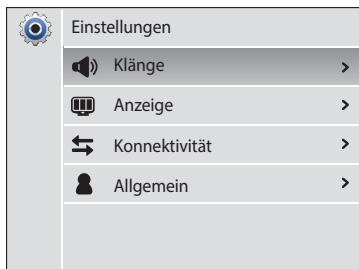 Einstellungen
Klänge
Anzeige
Konnektivität
Allgemein